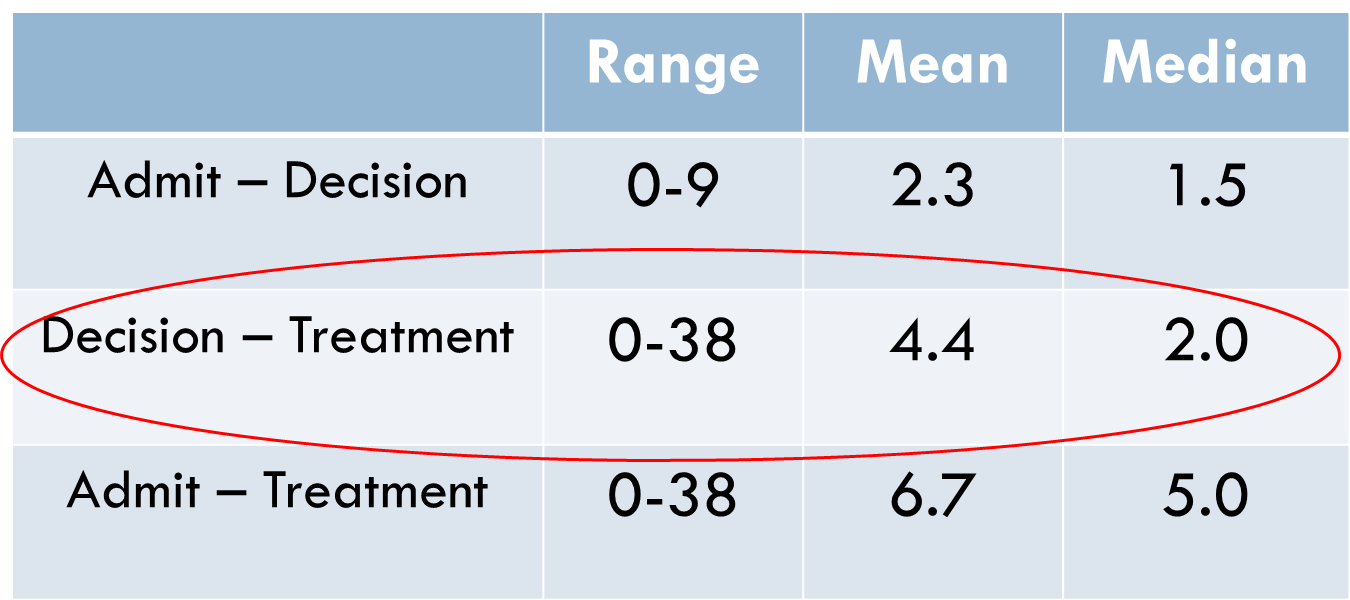 Range Mean Median
Admit – Decision 0-9 2.3 1.5
Decision – Treatment 0-38 4.4 2.0
Admit – Treatment 0-38 6.7 5.0